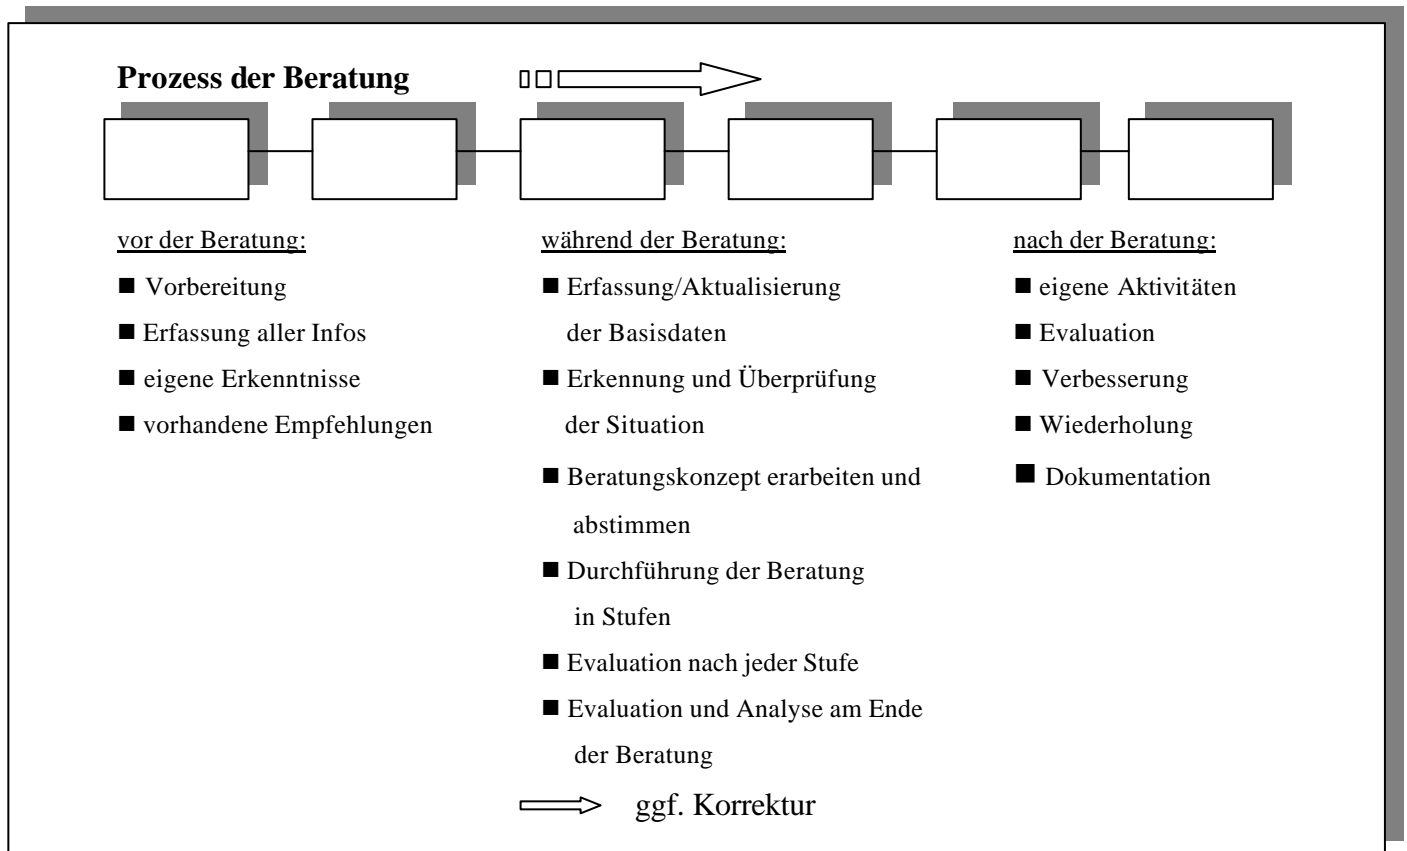 Prozess der Beratung
vor der Beratung:
■ Vorbereitung
■ Erfassung aller Infos
■ eigene Erkenntnisse
■ vorhandene Empfehlungen
während der Beratung:
■ Erfassung/Aktualisierung
der Basisdaten
■ Erkennung und Überprüfung
der Situation
■ Beratungskonzept erarbeiten und
abstimmen
■ Durchführung der Beratung
in Stufen
■ Evaluation nach jeder Stufe
■ Evaluation und Analyse am Ende
der Beratung
ggf. Korrektur
nach der Beratung:
■ eigene Aktivitäten
■ Evaluation
■ Verbesserung
■ Wiederholung
■ Dokumentation